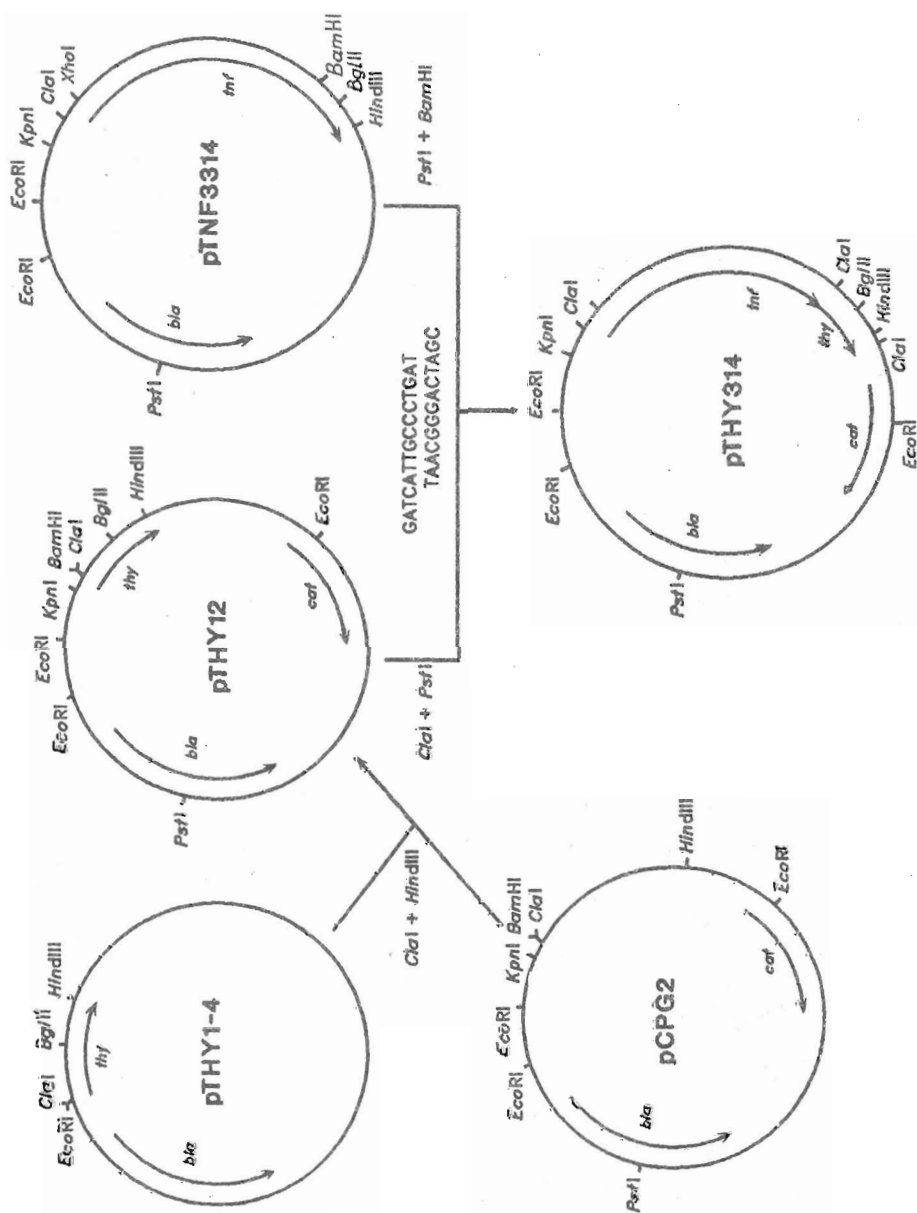 EcoRI
ClaI
BglII
HindIII
thy
bla
pTHY1-4
ClaI + HindIII
EcoRI
EcoRI
KpnI
BamHI
ClaI
HindIII
EcoRI
cat
bla
PstI
pCPG2
EcoRI
EcoRI
KpnI
BamHI
ClaI
BglII
HindIII
thy
EcoRI
cat
bla
PstI
pTHY12
ClaI + PstI
GATCATTGCCCTGAT
TAACGGGACTAGC
EcoRI
EcoRI
KpnI
ClaI
XhoI
tnf
BamHI
BglII
HindIII
bla
PstI
pTNF3314
PstI + BamHI
EcoRI
EcoRI
KpnI
ClaI
tnf
ClaI
BglII
HindIII
thy
ClaI
EcoRI
cat
bla
PstI
pTHY314